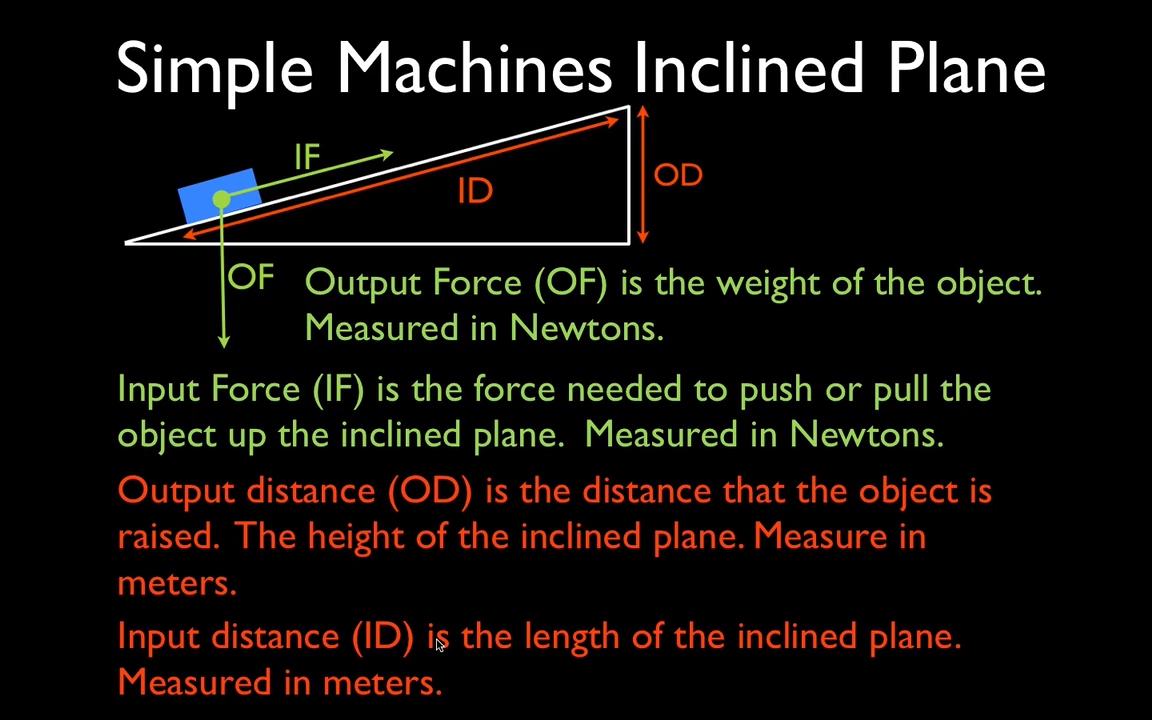 Simple Machines Inclined Plane
IF
ID
OD
OF
Output Force (OF) is the weight of the object.
Measured in Newtons.
Input Force (IF) is the force needed to push or pull the
object up the inclined plane. Measured in Newtons.
Output distance (OD) is the distance that the object is
raised. The height of the inclined plane. Measure in
meters.
Input distance (ID) is the length of the inclined plane.
Measured in meters.